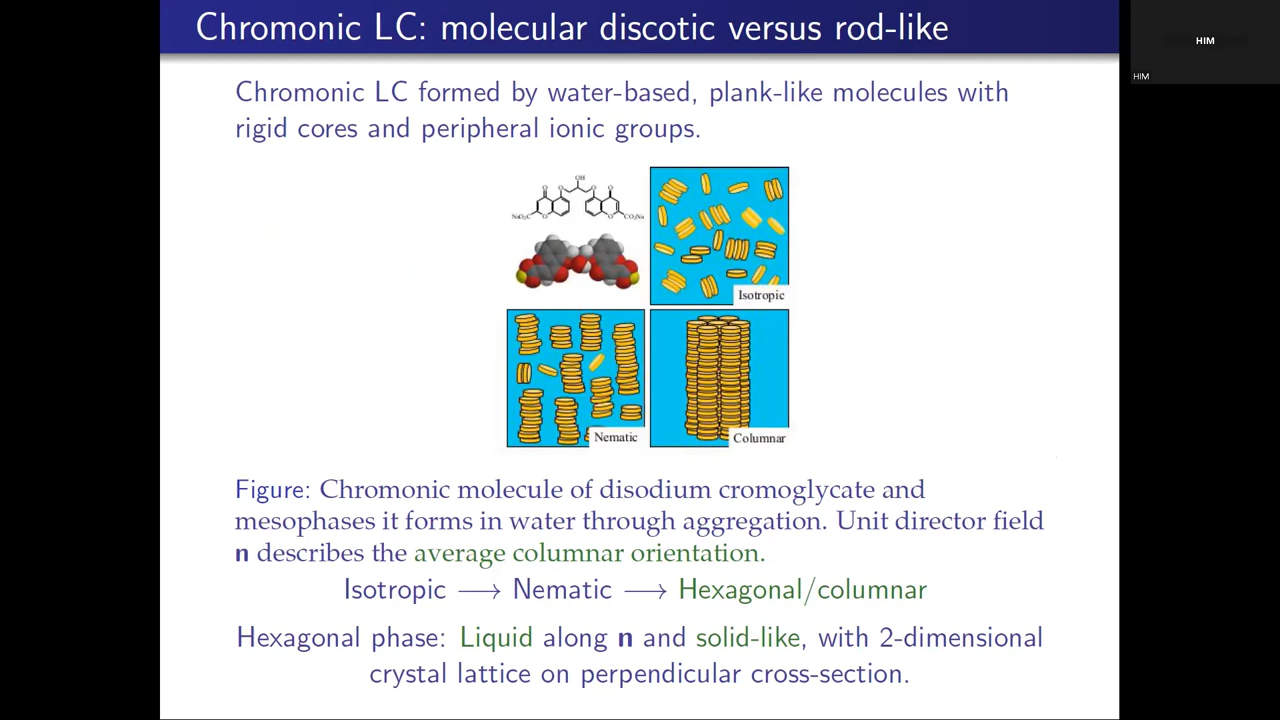 Chromonic LC: molecular discotic versus rod-like
HIM
HIM
Chromonic LC formed by water-based, plank-like molecules with
rigid cores and peripheral ionic groups.
OH
O
O
O
O
NaO₂C
O
O
CO₂Na
Isotropic
Nematic
Columnar
Figure: Chromonic molecule of disodium cromoglycate and
mesophases it forms in water through aggregation. Unit director field
n describes the average columnar orientation.
Isotropic ⟶ Nematic ⟶ Hexagonal/columnar
Hexagonal phase: Liquid along n and solid-like, with 2-dimensional
crystal lattice on perpendicular cross-section.